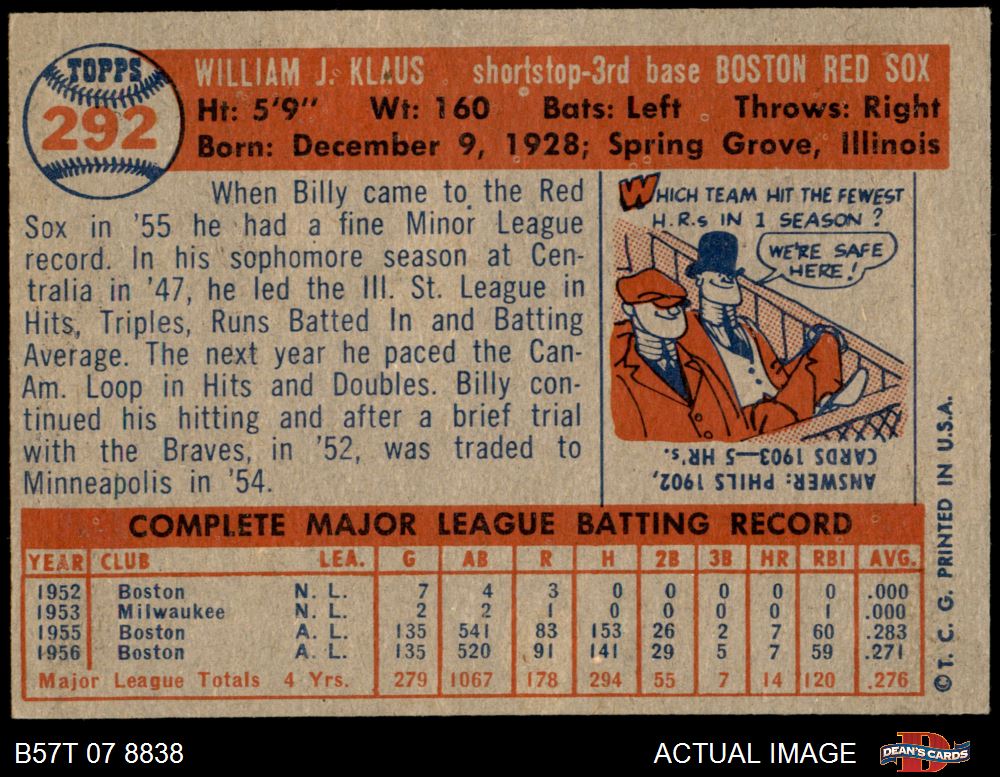 TOPPS
292
WILLIAM J. KLAUS shortstop-3rd base BOSTON RED SOX
Ht: 5'9" Wt: 160 Bats: Left Throws: Right
Born: December 9, 1928; Spring Grove, Illinois
When Billy came to the Red
Sox in '55 he had a fine Minor League
record. In his sophomore season at Cen-
tralia in '47, he led the Ill. St. League in
Hits, Triples, Runs Batted In and Batting
Average. The next year he paced the Can-
Am. Loop in Hits and Doubles. Billy con-
tinued his hitting and after a brief trial
with the Braves, in '52, was traded to
Minneapolis in '54.
WHICH TEAM HIT THE FEWEST
H.R.s IN 1 SEASON?
WE'RE SAFE
HERE!
ANSWER: PHILS 1902,
CARDS 1903—5 HR's.
COMPLETE MAJOR LEAGUE BATTING RECORD
YEAR CLUB LEA. G AB R H 2B 3B HR RBI AVG.
1952 Boston N. L. 7 4 3 0 0 0 0 0 .000
1953 Milwaukee N. L. 2 2 1 0 0 0 0 1 .000
1955 Boston A. L. 135 541 83 153 26 2 7 60 .283
1956 Boston A. L. 135 520 91 141 29 5 7 59 .271
Major League Totals 4 Yrs. 279 1067 178 294 55 7 14 120 .276
© T. C. G. PRINTED IN U.S.A.
B57T 07 8838 ACTUAL IMAGE
DEAN'S CARDS